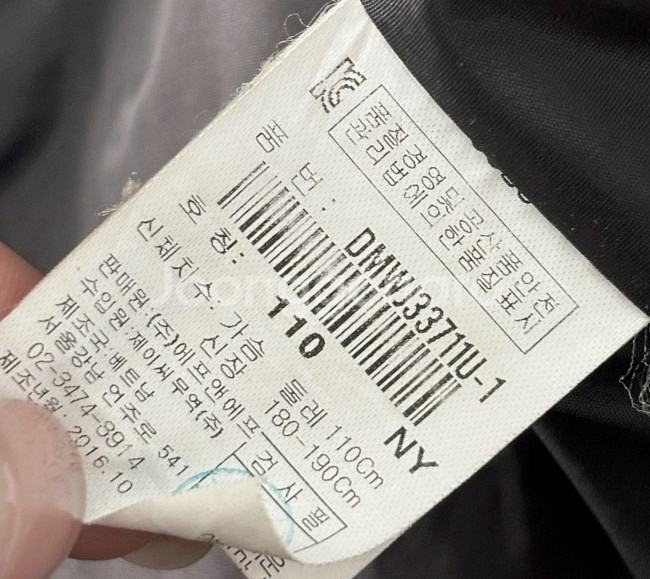 품질경영및공산품안전
관리법에의한품질표시
품 번: DMWJ33711U-1
호 칭: 110 NY
신체치수: 가슴둘레 110Cm
신장 180-190Cm
판매원:(주)에프앤에프
수입원:제이씨무역(주)
제조국:베트남
서울강남 언주로 541
02-3474-8914
제조년월: 2016.10
검사필